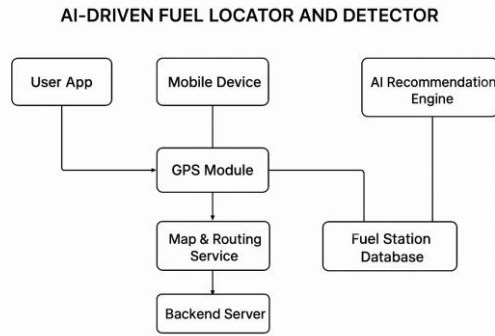 AI-DRIVEN FUEL LOCATOR AND DETECTOR
User App
Mobile Device
AI Recommendation
Engine
GPS Module
Map & Routing
Service
Fuel Station
Database
Backend Server